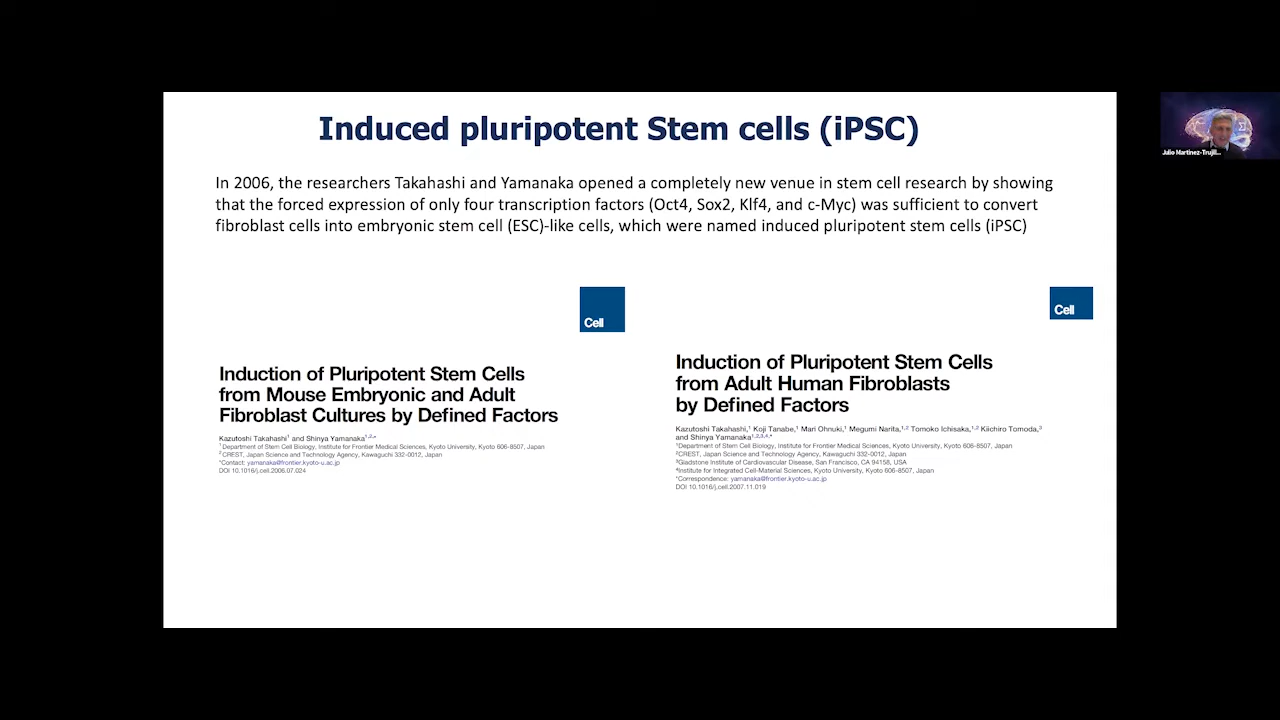 Induced pluripotent Stem cells (iPSC)
In 2006, the researchers Takahashi and Yamanaka opened a completely new venue in stem cell research by showing
that the forced expression of only four transcription factors (Oct4, Sox2, Klf4, and c-Myc) was sufficient to convert
fibroblast cells into embryonic stem cell (ESC)-like cells, which were named induced pluripotent stem cells (iPSC)
Cell
Induction of Pluripotent Stem Cells
from Mouse Embryonic and Adult
Fibroblast Cultures by Defined Factors
Kazutoshi Takahashi¹ and Shinya Yamanaka¹,²,*
¹Department of Stem Cell Biology, Institute for Frontier Medical Sciences, Kyoto University, Kyoto 606-8507, Japan
²CREST, Japan Science and Technology Agency, Kawaguchi 332-0012, Japan
*Contact: yamanaka@frontier.kyoto-u.ac.jp
DOI 10.1016/j.cell.2006.07.024
Cell
Induction of Pluripotent Stem Cells
from Adult Human Fibroblasts
by Defined Factors
Kazutoshi Takahashi,¹ Koji Tanabe,¹ Mari Ohnuki,¹ Megumi Narita,¹,² Tomoko Ichisaka,¹,² Kiichiro Tomoda,³
and Shinya Yamanaka¹,²,³,⁴,*
¹Department of Stem Cell Biology, Institute for Frontier Medical Sciences, Kyoto University, Kyoto 606-8507, Japan
²CREST, Japan Science and Technology Agency, Kawaguchi 332-0012, Japan
³Gladstone Institute of Cardiovascular Disease, San Francisco, CA 94158, USA
⁴Institute for Integrated Cell-Material Sciences, Kyoto University, Kyoto 606-8507, Japan
*Correspondence: yamanaka@frontier.kyoto-u.ac.jp
DOI 10.1016/j.cell.2007.11.019
Julio Martinez-Trujill...